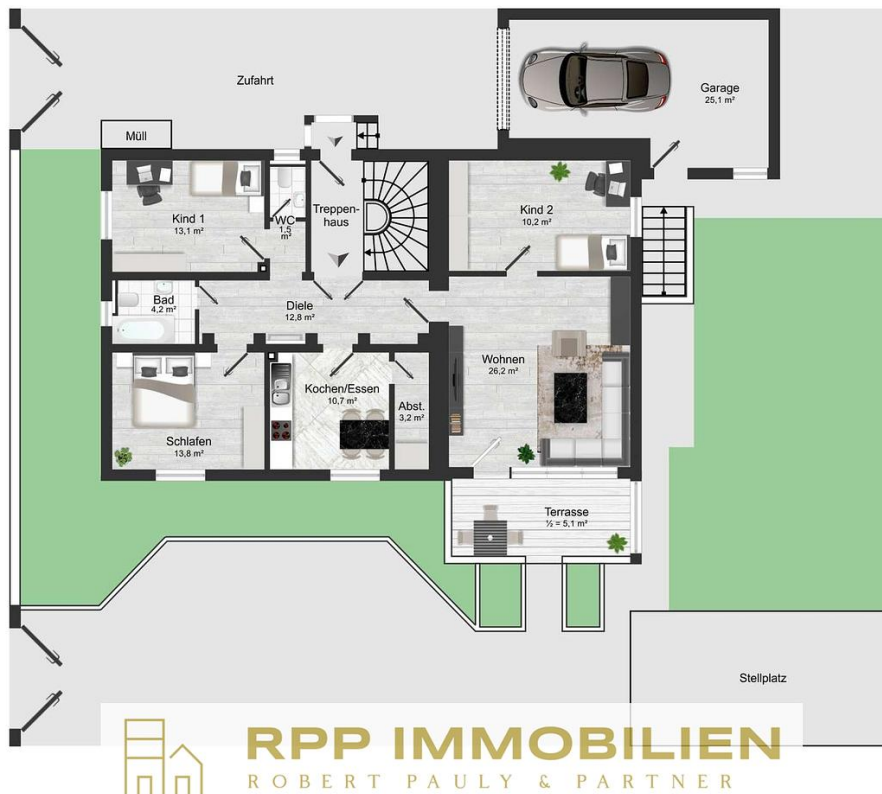 Zufahrt
Garage
25,1 m²
Müll
Kind 1
13,1 m²
WC
1,5
m²
Treppen-
haus
Kind 2
10,2 m²
Bad
4,2 m²
Diele
12,8 m²
Wohnen
26,2 m²
Kochen/Essen
10,7 m²
Abst.
3,2 m²
Schlafen
13,8 m²
Terrasse
½ = 5,1 m²
Stellplatz
RPP IMMOBILIEN
ROBERT PAULY & PARTNER